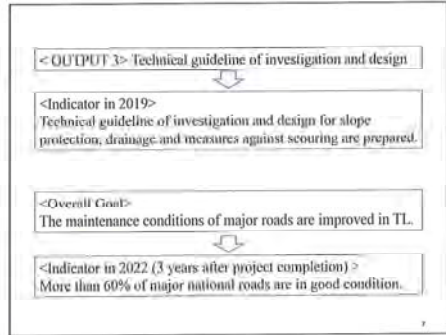 < OUTPUT 3> Technical guideline of investigation and design
<Indicator in 2019>
Technical guideline of investigation and design for slope
protection, drainage and measures against scouring are prepared.
<Overall Goal>
The maintenance conditions of major roads are improved in TL.
<Indicator in 2022 (3 years after project completion) >
More than 60% of major national roads are in good condition.
7